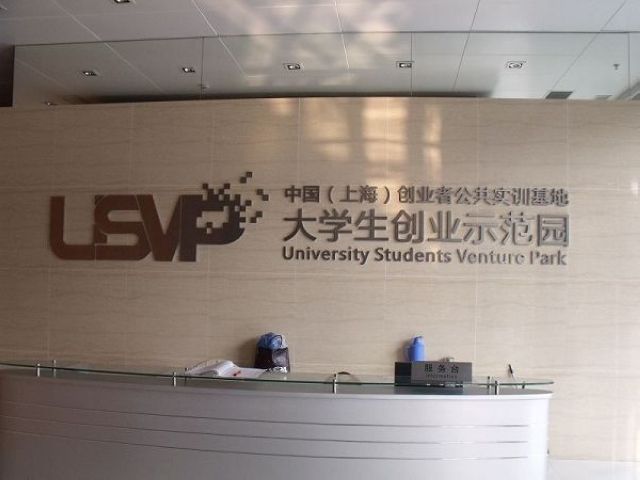 USVP
中国（上海）创业者公共实训基地
大学生创业示范园
University Students Venture Park
服务台
Information